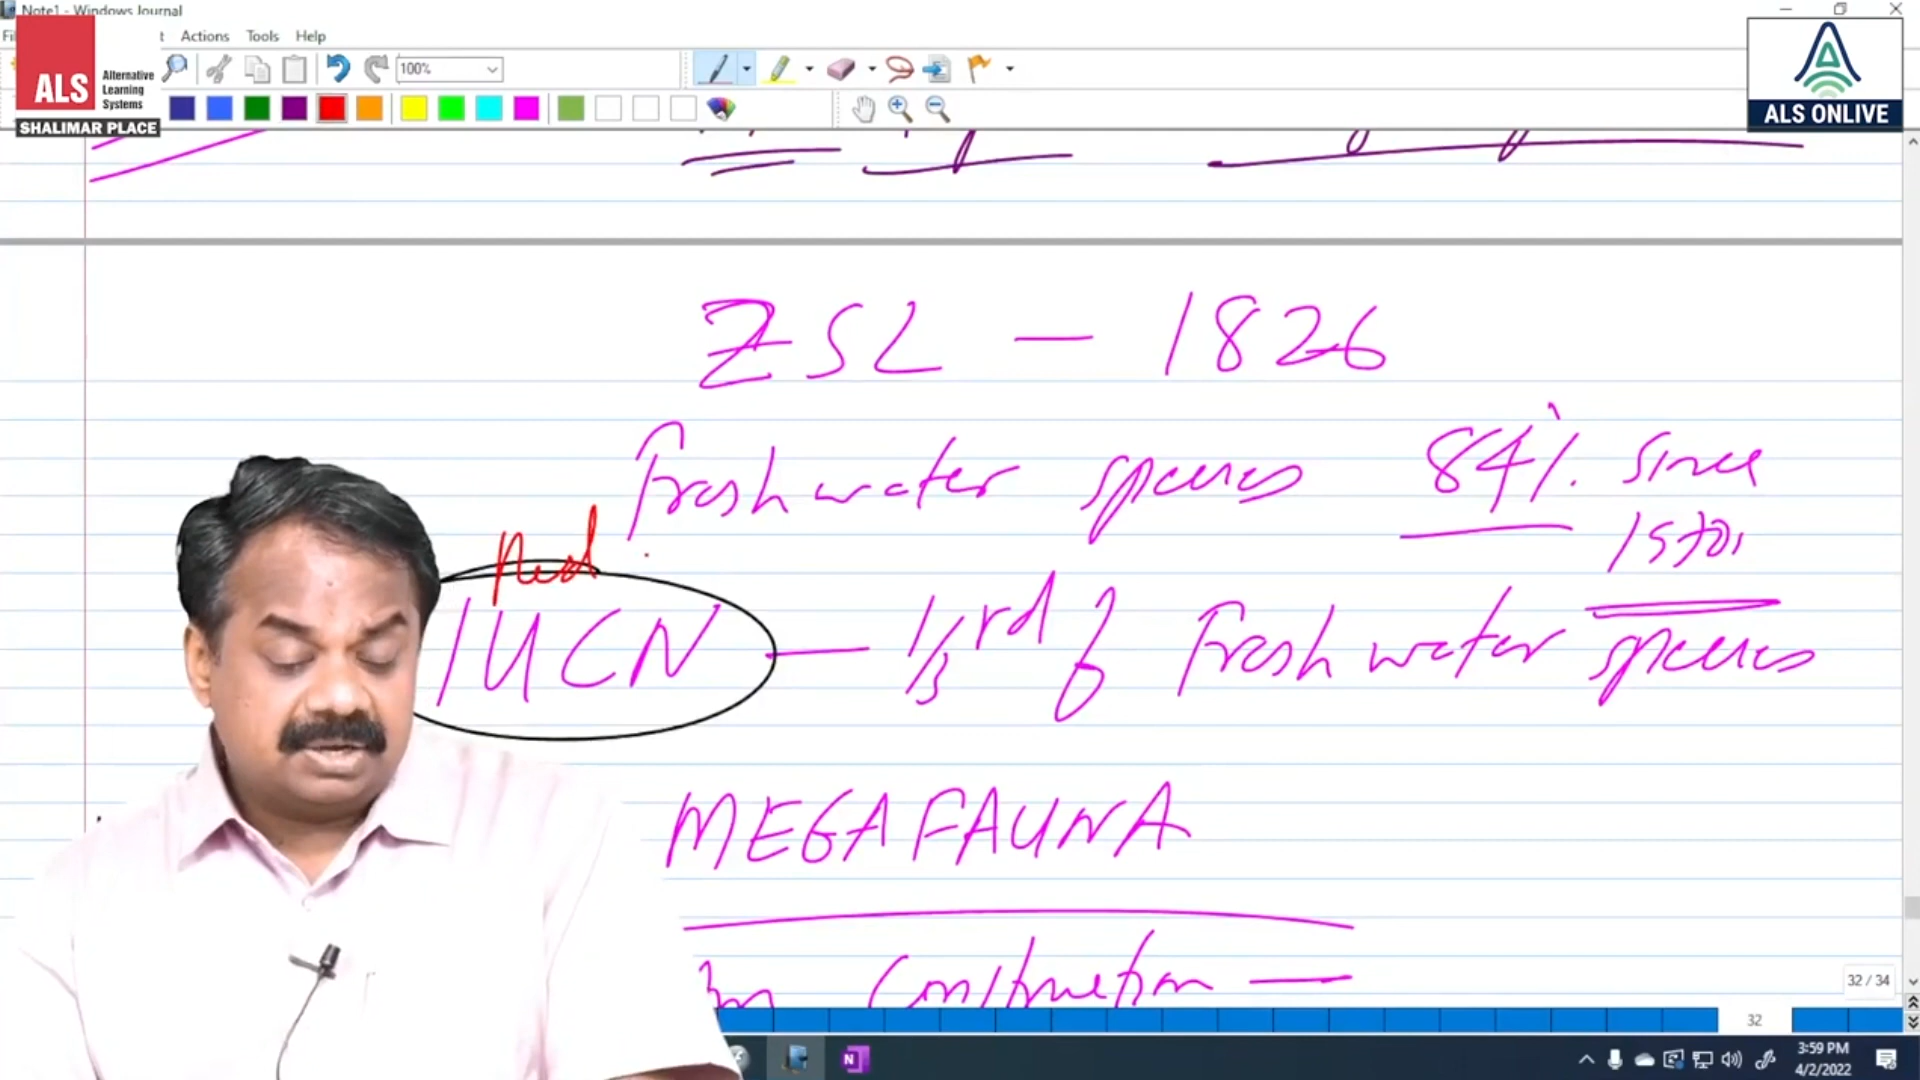 Note1 - Windows Journal
Actions Tools Help
ALS Alternative Learning Systems
SHALIMAR PLACE
100%
ALS ONLIVE
ZSL - 1826
Freshwater species 84%. since
1970,
Red
IUCN - 1/3rd of Freshwater species
MEGAFAUNA
Construction -
32 / 34
32
3:59 PM
4/2/2022